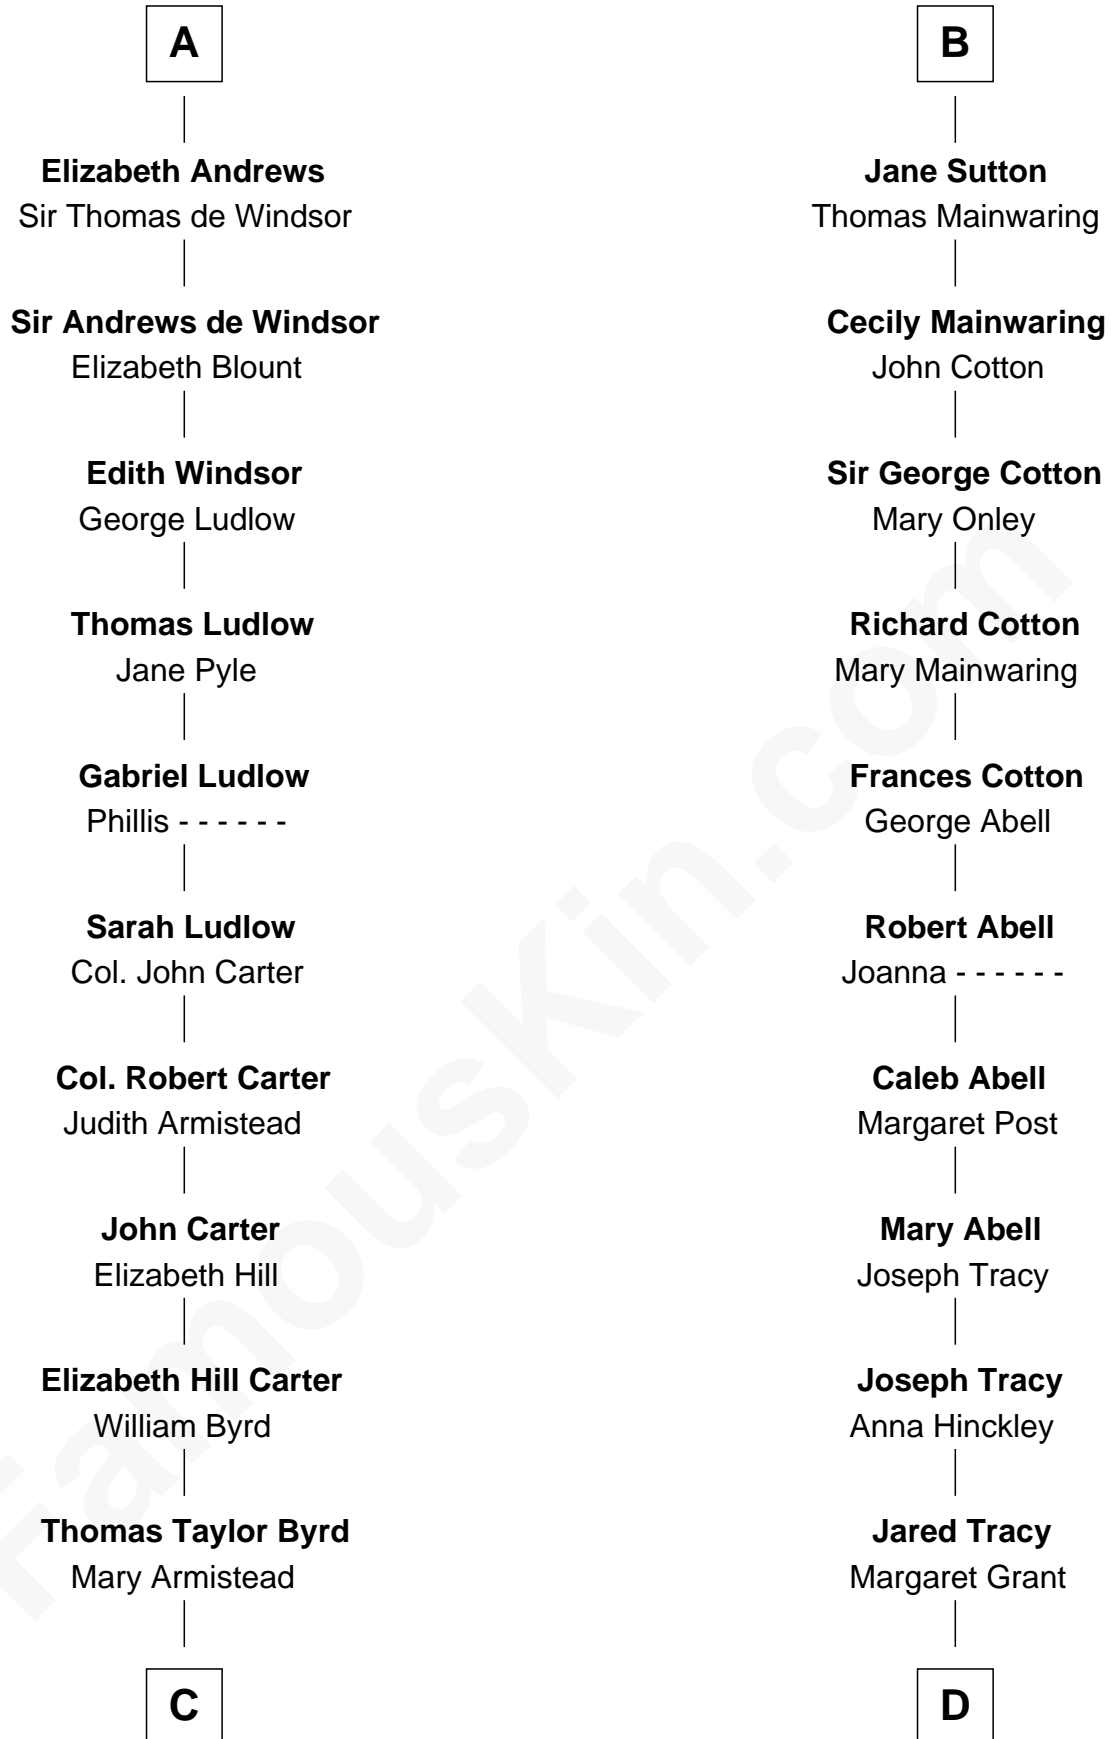 A
Elizabeth Andrews
Sir Thomas de Windsor
Sir Andrews de Windsor
Elizabeth Blount
Edith Windsor
George Ludlow
Thomas Ludlow
Jane Pyle
Gabriel Ludlow
Phillis - - - - - -
Sarah Ludlow
Col. John Carter
Col. Robert Carter
Judith Armistead
John Carter
Elizabeth Hill
Elizabeth Hill Carter
William Byrd
Thomas Taylor Byrd
Mary Armistead
C
B
Jane Sutton
Thomas Mainwaring
Cecily Mainwaring
John Cotton
Sir George Cotton
Mary Onley
Richard Cotton
Mary Mainwaring
Frances Cotton
George Abell
Robert Abell
Joanna - - - - - -
Caleb Abell
Margaret Post
Mary Abell
Joseph Tracy
Joseph Tracy
Anna Hinckley
Jared Tracy
Margaret Grant
D
FamousKin.com